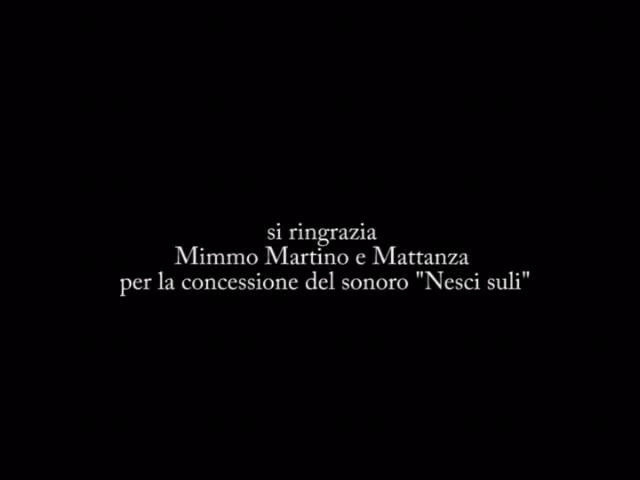 si ringrazia
Mimmo Martino e Mattanza
per la concessione del sonoro "Nesci suli"